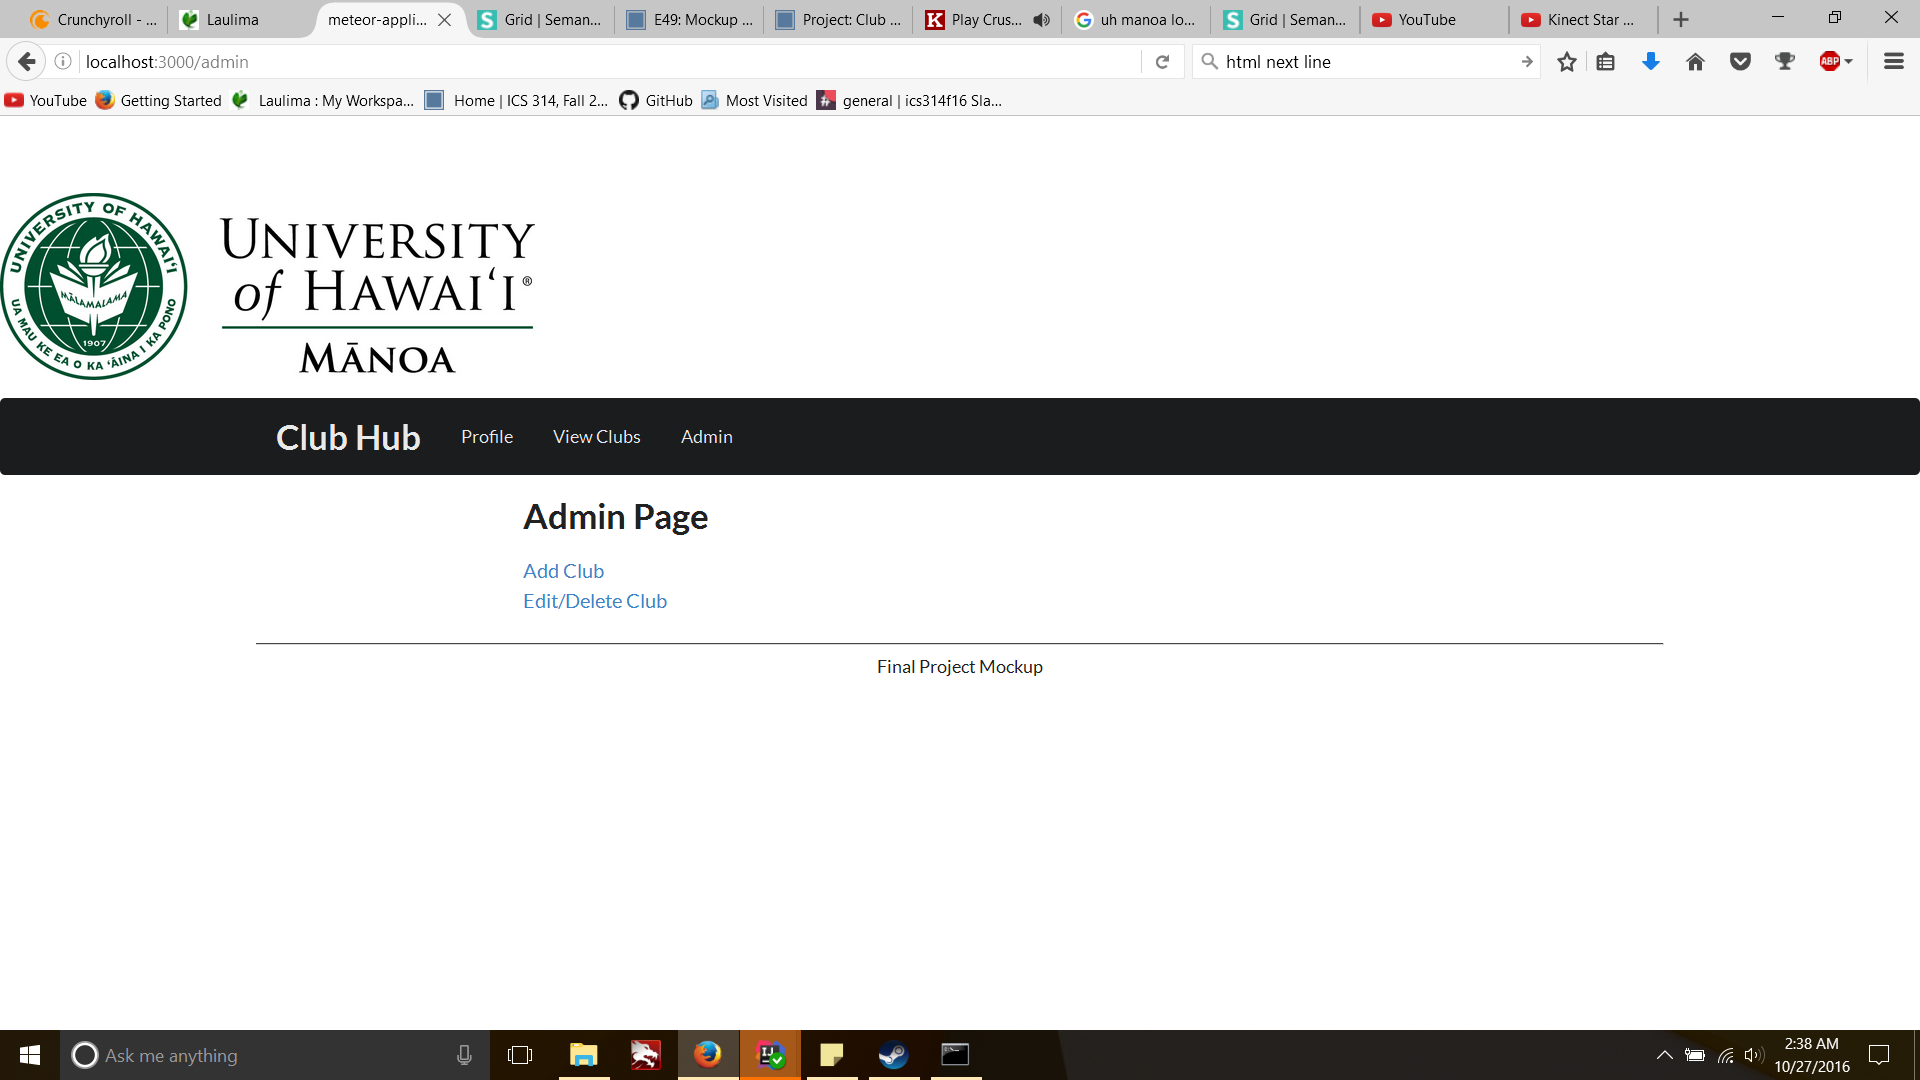 Crunchyroll - ...
Laulima
meteor-appli...
Grid | Seman...
E49: Mockup ...
Project: Club ...
Play Crus...
uh manoa lo...
Grid | Seman...
YouTube
Kinect Star ...
localhost:3000/admin
html next line
ABP
YouTube
Getting Started
Laulima : My Workspa...
Home | ICS 314, Fall 2...
GitHub
Most Visited
general | ics314f16 Sla...
UNIVERSITY OF HAWAIʻI
MĀLAMALAMA
1907
UA MAU KE EA O KA ʻĀINA I KA PONO
UNIVERSITY
of HAWAIʻI®
MĀNOA
Club Hub Profile View Clubs Admin
Admin Page
Add Club
Edit/Delete Club
Final Project Mockup
Ask me anything
2:38 AM
10/27/2016